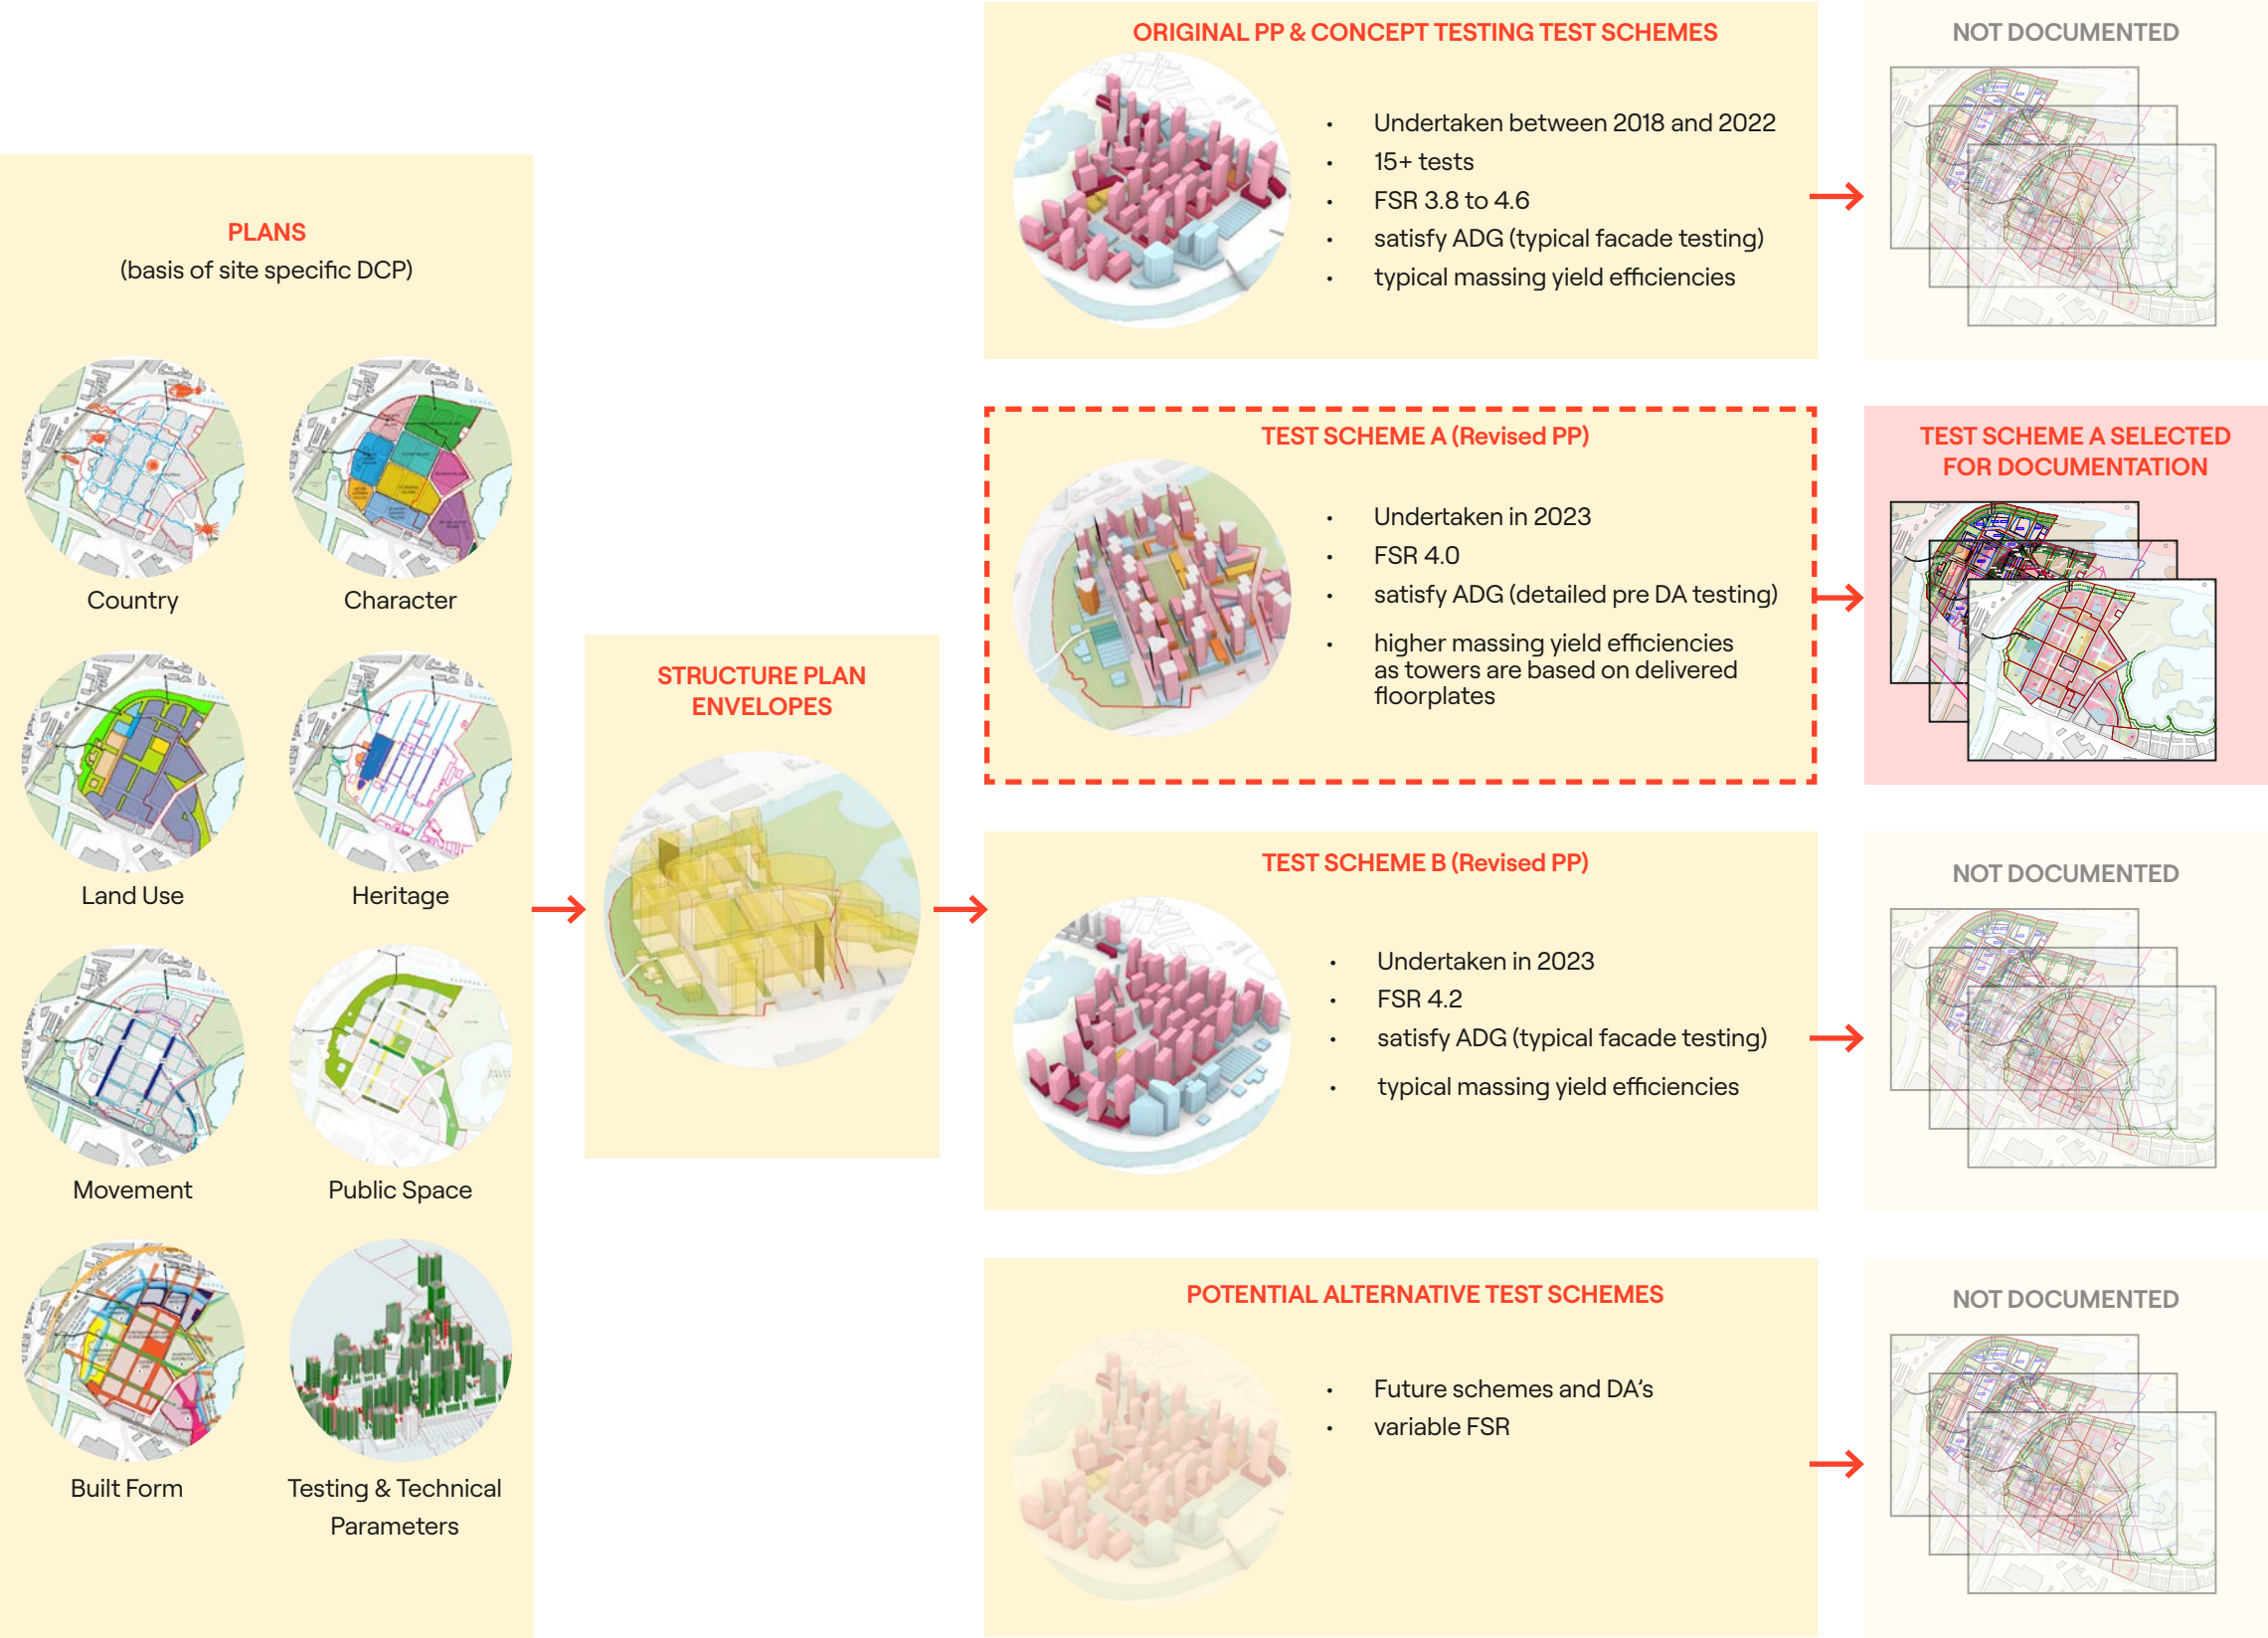 PLANS
(basis of site specific DCP)
Country
Character
Land Use
Heritage
Movement
Public Space
Built Form
Testing & Technical
Parameters
STRUCTURE PLAN
ENVELOPES
ORIGINAL PP & CONCEPT TESTING TEST SCHEMES
• Undertaken between 2018 and 2022
• 15+ tests
• FSR 3.8 to 4.6
• satisfy ADG (typical facade testing)
• typical massing yield efficiencies
NOT DOCUMENTED
TEST SCHEME A (Revised PP)
• Undertaken in 2023
• FSR 4.0
• satisfy ADG (detailed pre DA testing)
• higher massing yield efficiencies
as towers are based on delivered
floorplates
TEST SCHEME A SELECTED
FOR DOCUMENTATION
TEST SCHEME B (Revised PP)
• Undertaken in 2023
• FSR 4.2
• satisfy ADG (typical facade testing)
• typical massing yield efficiencies
NOT DOCUMENTED
POTENTIAL ALTERNATIVE TEST SCHEMES
• Future schemes and DA’s
• variable FSR
NOT DOCUMENTED